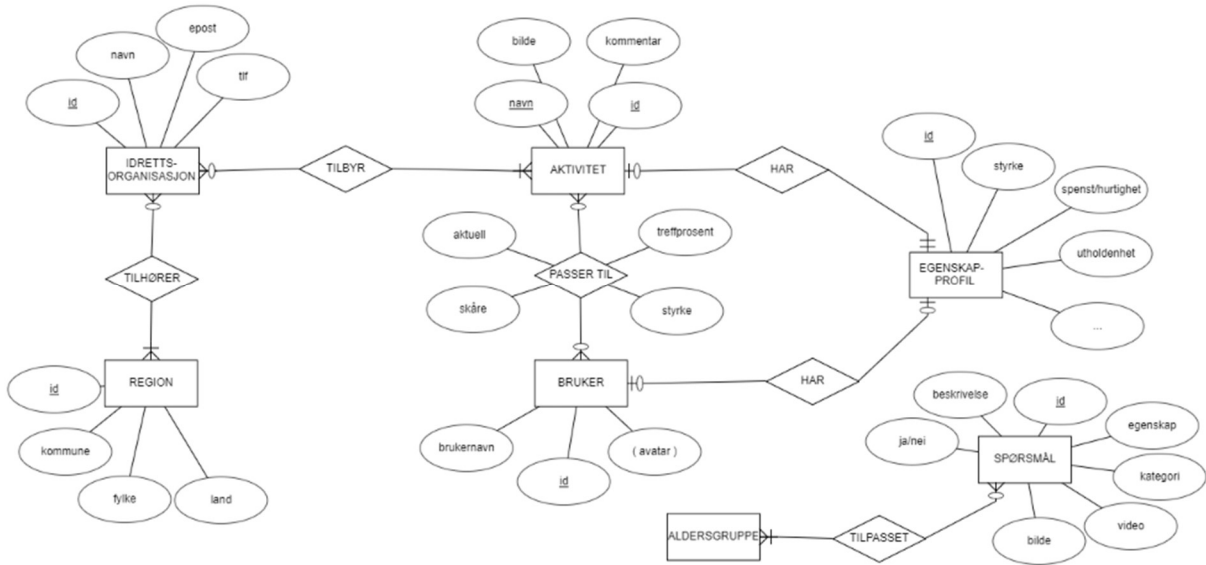 epost
navn
tlf
id
IDRETTS-
ORGANISASJON
TILBYR
bilde
kommentar
navn
id
AKTIVITET
HAR
id
styrke
spenst/hurtighet
utholdenhet
...
EGENSKAP-
PROFIL
TILHØRER
aktuell
treffprosent
PASSER TIL
skåre
styrke
REGION
id
kommune
fylke
land
BRUKER
brukernavn
id
( avatar )
HAR
beskrivelse
id
egenskap
ja/nei
SPØRSMÅL
kategori
video
bilde
ALDERSGRUPPE
TILPASSET